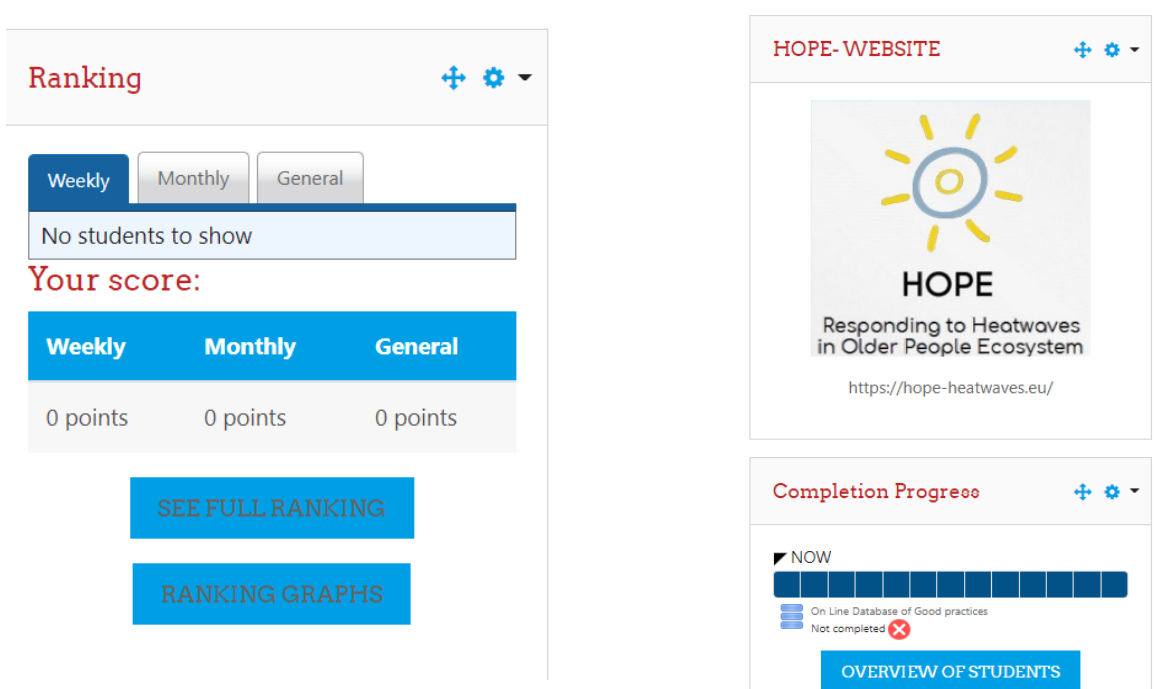 Ranking
Weekly Monthly General
No students to show
Your score:
Weekly Monthly General
0 points 0 points 0 points
SEE FULL RANKING
RANKING GRAPHS
HOPE- WEBSITE
HOPE
Responding to Heatwaves
in Older People Ecosystem
https://hope-heatwaves.eu/
Completion Progress
NOW
On Line Database of Good practices
Not completed
OVERVIEW OF STUDENTS